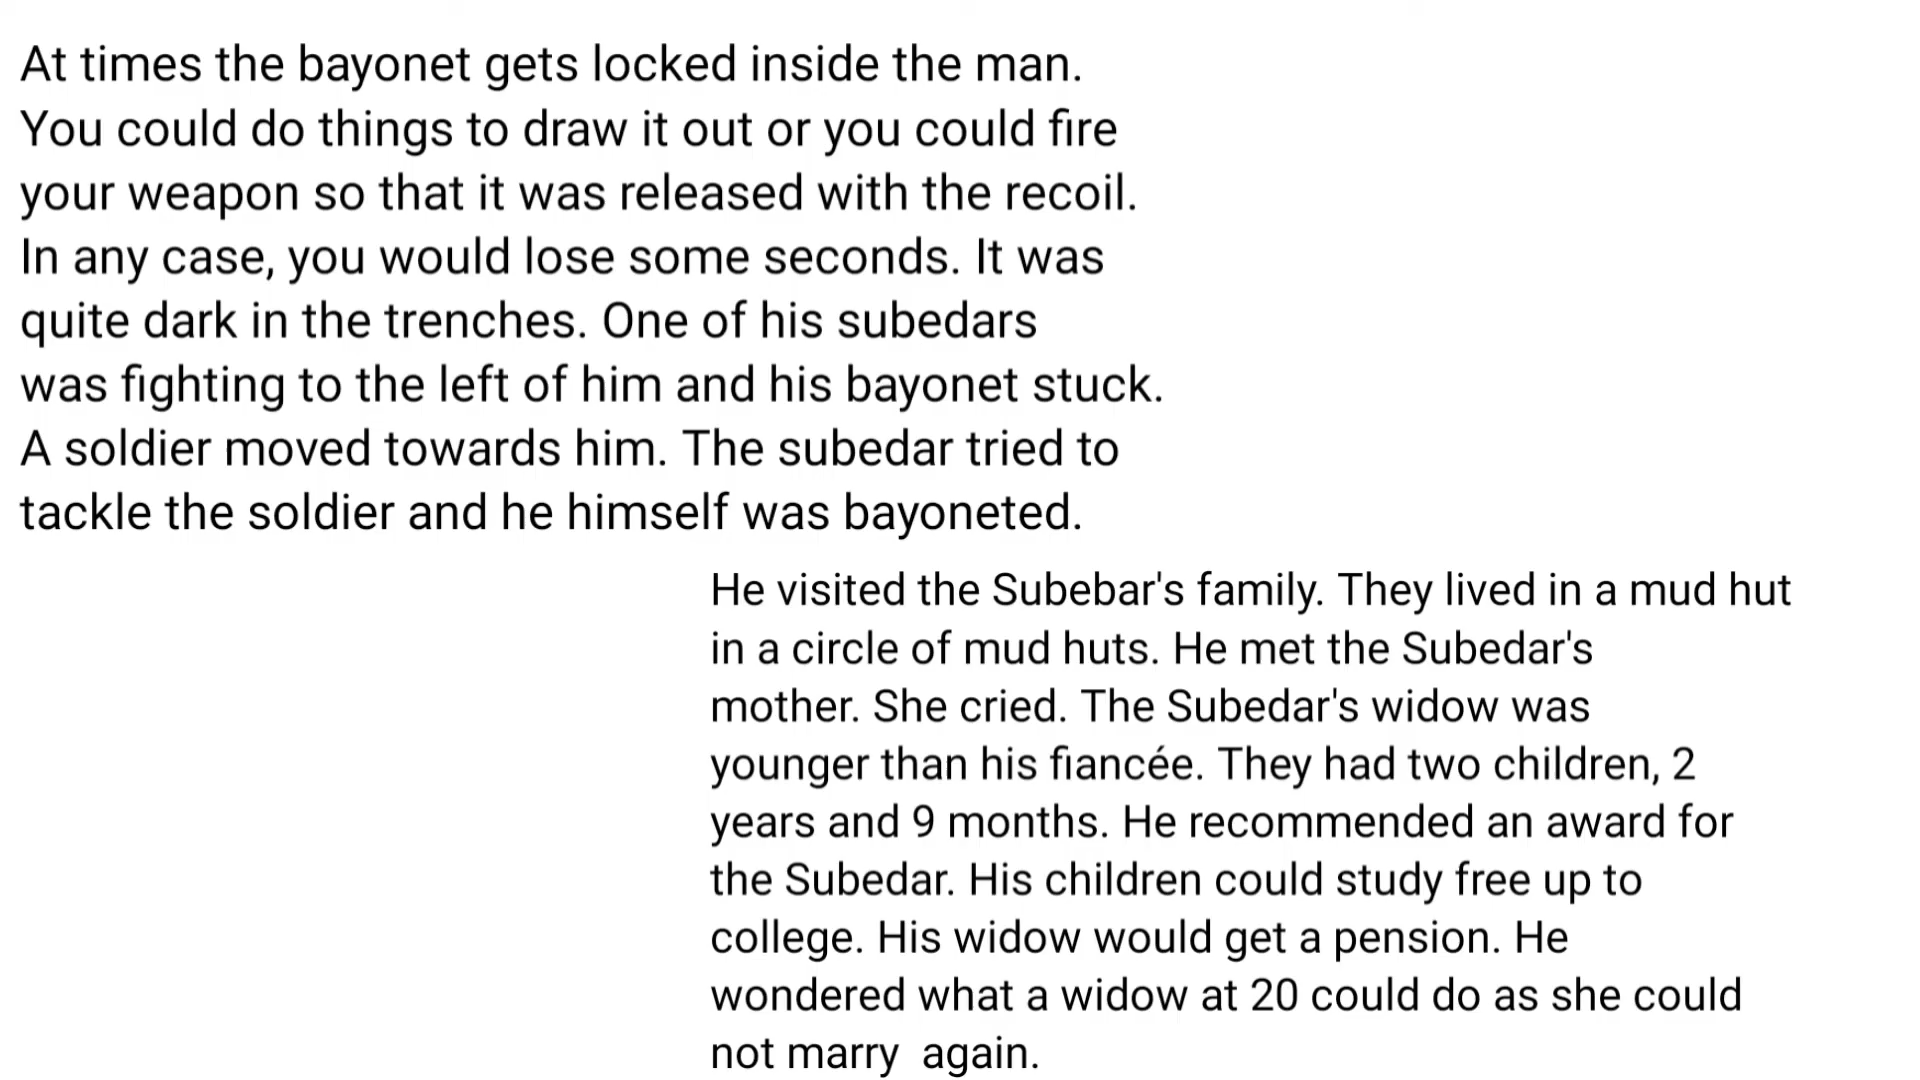 At times the bayonet gets locked inside the man.
You could do things to draw it out or you could fire
your weapon so that it was released with the recoil.
In any case, you would lose some seconds. It was
quite dark in the trenches. One of his subedars
was fighting to the left of him and his bayonet stuck.
A soldier moved towards him. The subedar tried to
tackle the soldier and he himself was bayoneted.
He visited the Subebar's family. They lived in a mud hut
in a circle of mud huts. He met the Subedar's
mother. She cried. The Subedar's widow was
younger than his fiancée. They had two children, 2
years and 9 months. He recommended an award for
the Subedar. His children could study free up to
college. His widow would get a pension. He
wondered what a widow at 20 could do as she could
not marry  again.